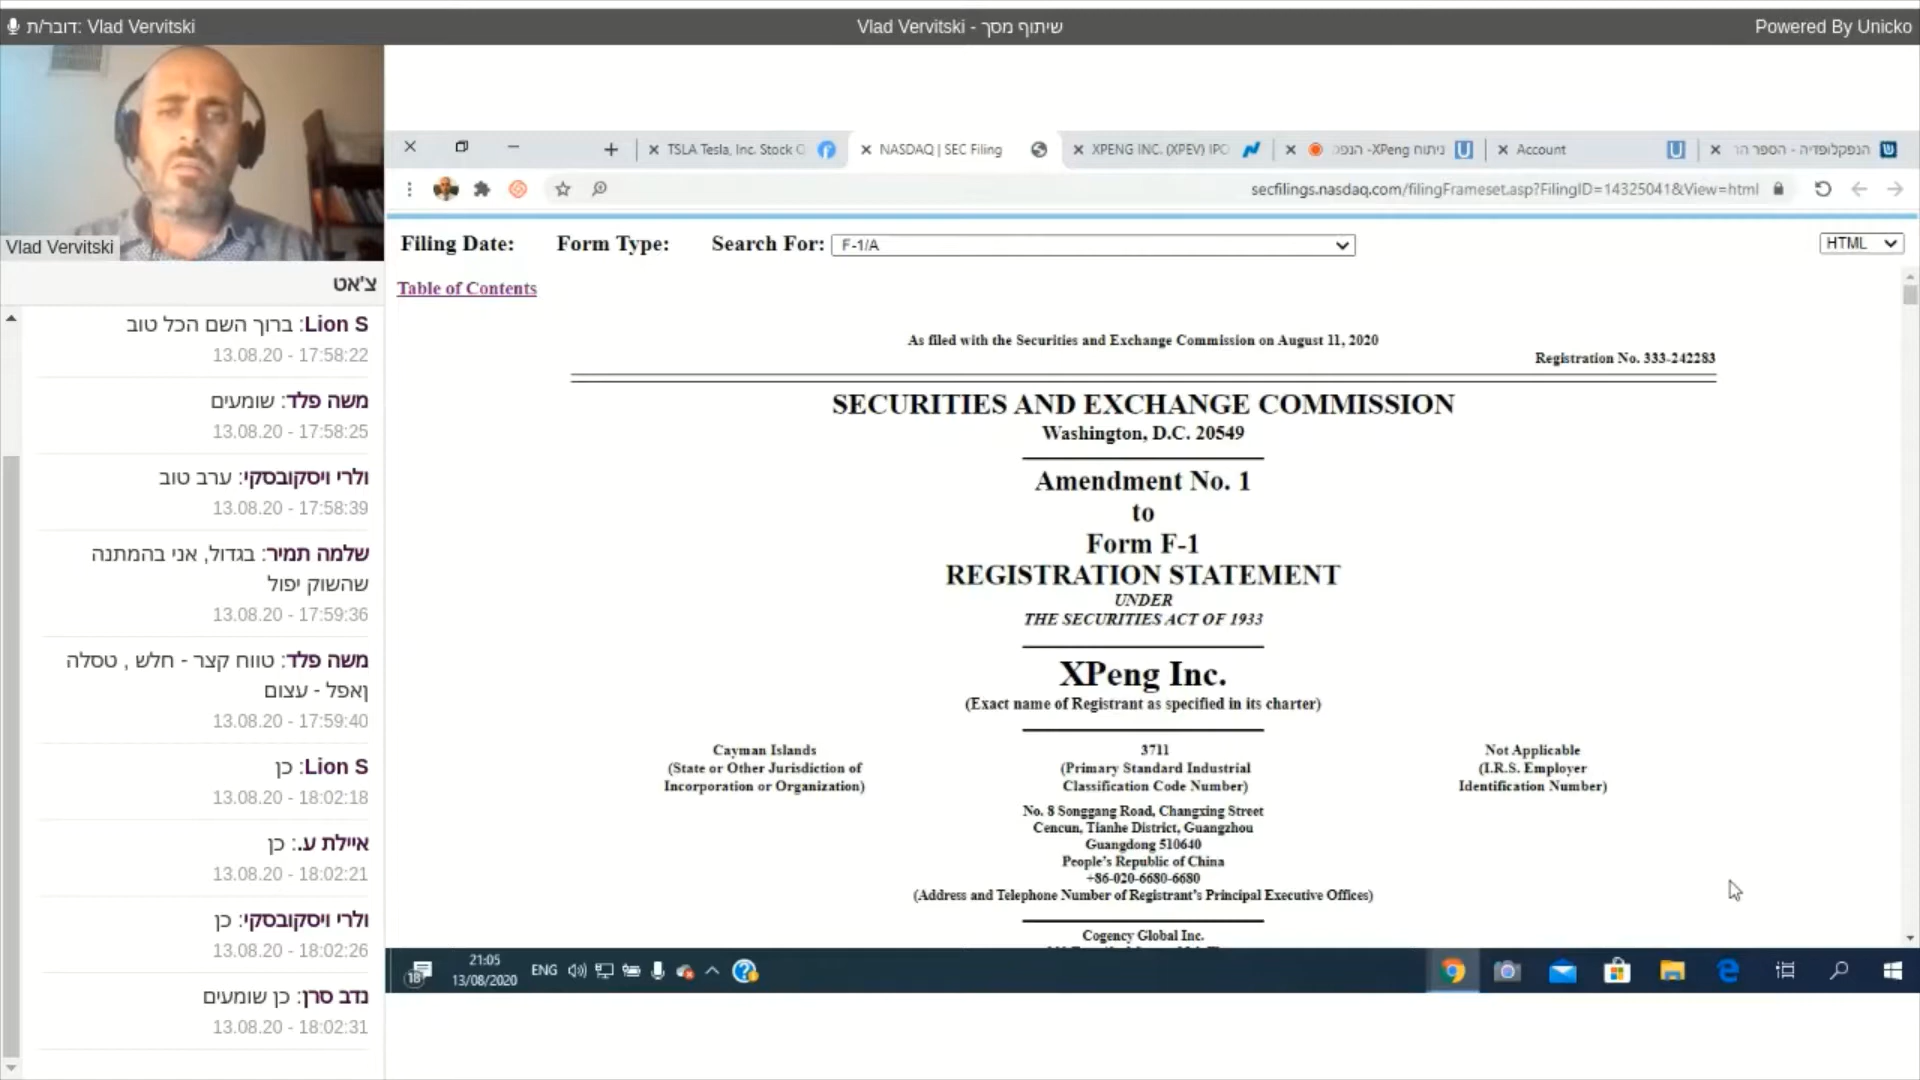 דובר/ת: Vlad Vervitski
Vlad Vervitski - שיתוף מסך
Powered By Unicko
Vlad Vervitski
צ'אט
Lion S: ברוך השם הכל טוב
13.08.20 - 17:58:22
משה פלד: שומעים
13.08.20 - 17:58:25
ולרי ויסקובסקי: ערב טוב
13.08.20 - 17:58:39
שלמה תמיר: בגדול, אני בהמתנה
שהשוק יפול
13.08.20 - 17:59:36
משה פלד: טווח קצר - חלש , טסלה
ןאפל - עצום
13.08.20 - 17:59:40
Lion S: כן
13.08.20 - 18:02:18
איילת ע.: כן
13.08.20 - 18:02:21
ולרי ויסקובסקי: כן
13.08.20 - 18:02:26
נדב סרן: כן שומעים
13.08.20 - 18:02:31
TSLA Tesla, Inc. Stock C
NASDAQ | SEC Filing
XPENG INC. (XPEV) IPO
ניתוח XPeng- הנפק
Account
הנפקלופדיה - הספר הר
secfilings.nasdaq.com/filingFrameset.asp?FilingID=14325041&View=html
Filing Date: Form Type: Search For: F-1/A HTML
Table of Contents
As filed with the Securities and Exchange Commission on August 11, 2020
Registration No. 333-242283
SECURITIES AND EXCHANGE COMMISSION
Washington, D.C. 20549
Amendment No. 1
to
Form F-1
REGISTRATION STATEMENT
UNDER
THE SECURITIES ACT OF 1933
XPeng Inc.
(Exact name of Registrant as specified in its charter)
Cayman Islands
(State or Other Jurisdiction of
Incorporation or Organization)
3711
(Primary Standard Industrial
Classification Code Number)
Not Applicable
(I.R.S. Employer
Identification Number)
No. 8 Songgang Road, Changxing Street
Cencun, Tianhe District, Guangzhou
Guangdong 510640
People's Republic of China
+86-020-6680-6680
(Address and Telephone Number of Registrant's Principal Executive Offices)
Cogency Global Inc.
18
21:05
13/08/2020
ENG